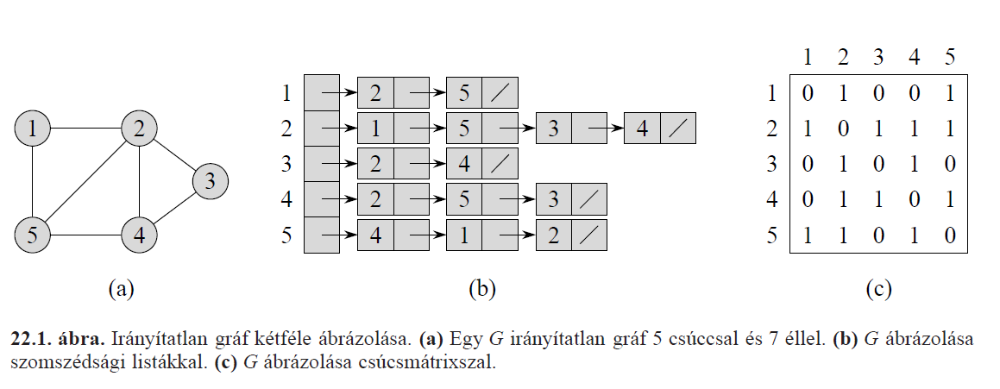 1 2 3 4 5
(a)
1 2 5
2 1 5 3 4
3 2 4
4 2 5 3
5 4 1 2
(b)
1 2 3 4 5
1 0 1 0 0 1
2 1 0 1 1 1
3 0 1 0 1 0
4 0 1 1 0 1
5 1 1 0 1 0
(c)
22.1. ábra. Irányítatlan gráf kétféle ábrázolása. (a) Egy G irányítatlan gráf 5 csúccsal és 7 éllel. (b) G ábrázolása
szomszédsági listákkal. (c) G ábrázolása csúcsmátrixszal.